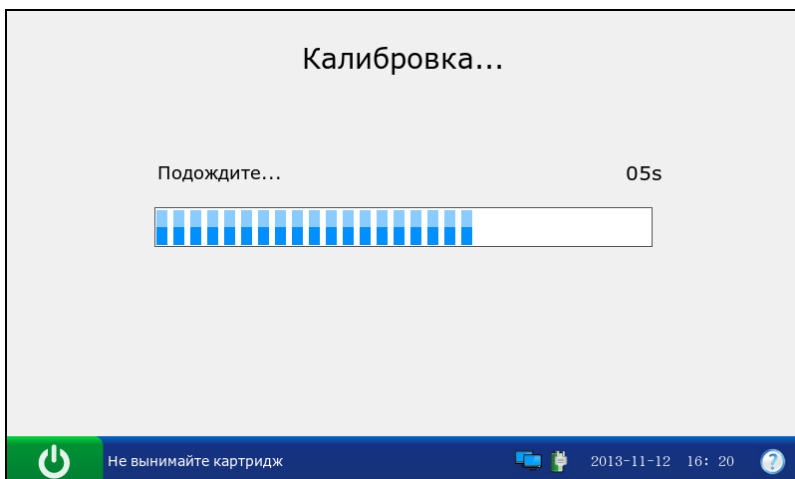 Калибровка...
Подождите... 05s
Не вынимайте картридж 2013-11-12 16: 20 ?